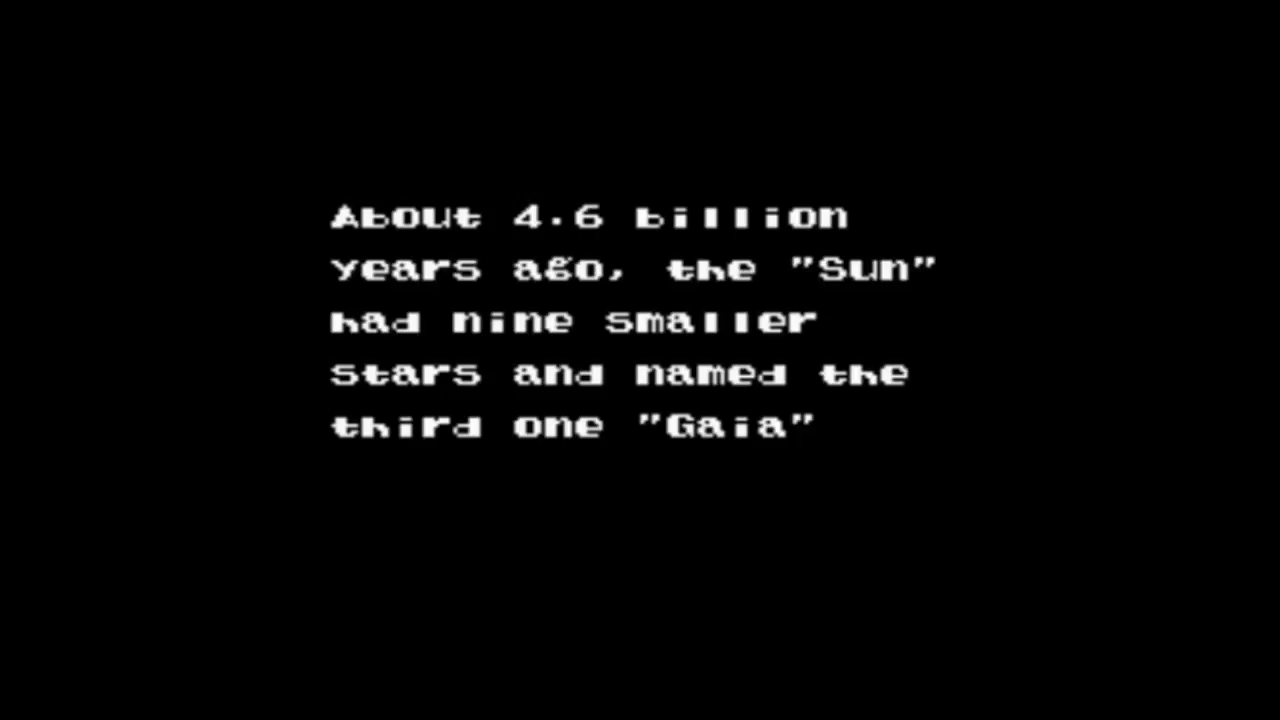 About 4.6 billion
years ago, the "Sun"
had nine smaller
stars and named the
third one "Gaia"